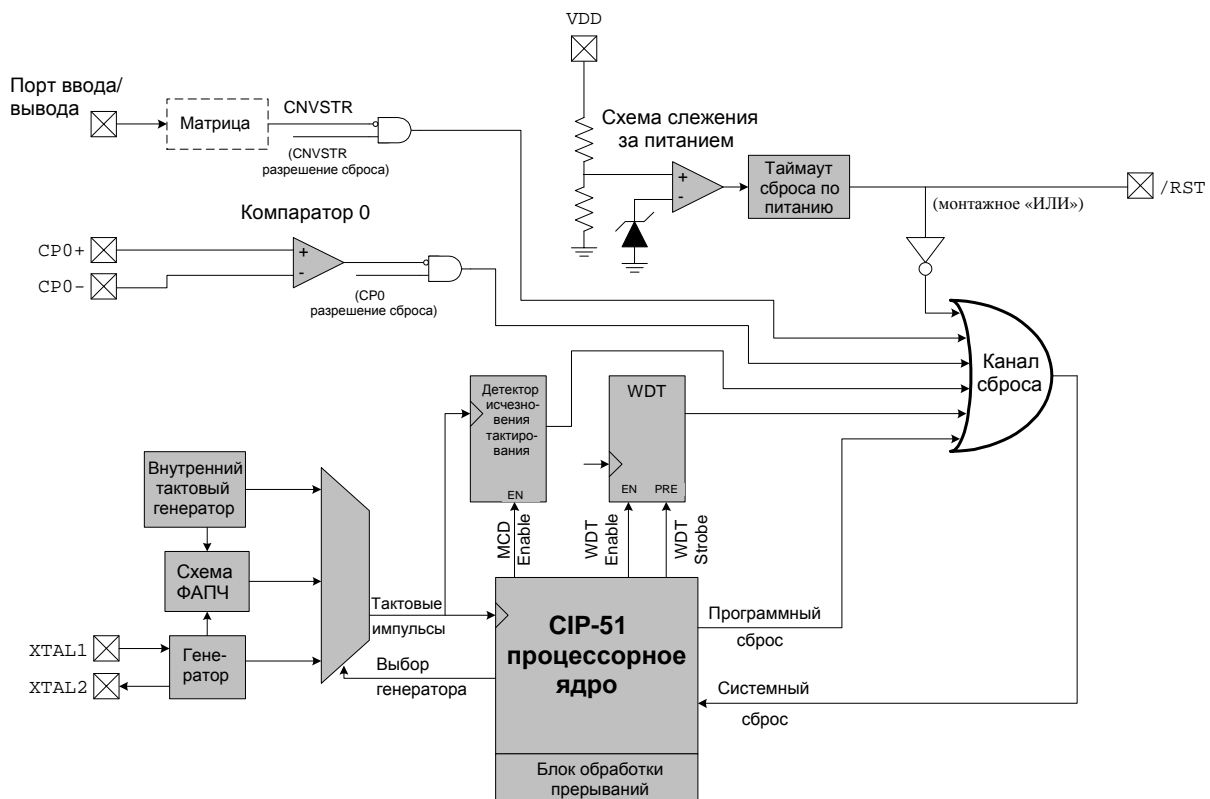 VDD
Порт ввода/
вывода
Матрица
CNVSTR
(CNVSTR
разрешение сброса)
Схема слежения
за питанием
+
-
Таймаут
сброса по
питанию
/RST
(монтажное «ИЛИ»)
Компаратор 0
CP0+
CP0-
+
-
(CP0
разрешение сброса)
Канал
сброса
Детектор
исчезно-
вения
тактиро-
вания
EN
WDT
EN PRE
MCD
Enable
WDT
Enable
WDT
Strobe
Внутренний
тактовый
генератор
Схема
ФАПЧ
Гене-
ратор
XTAL1
XTAL2
Тактовые
импульсы
Выбор
генератора
CIP-51
процессорное
ядро
Программный
сброс
Системный
сброс
Блок обработки
прерываний